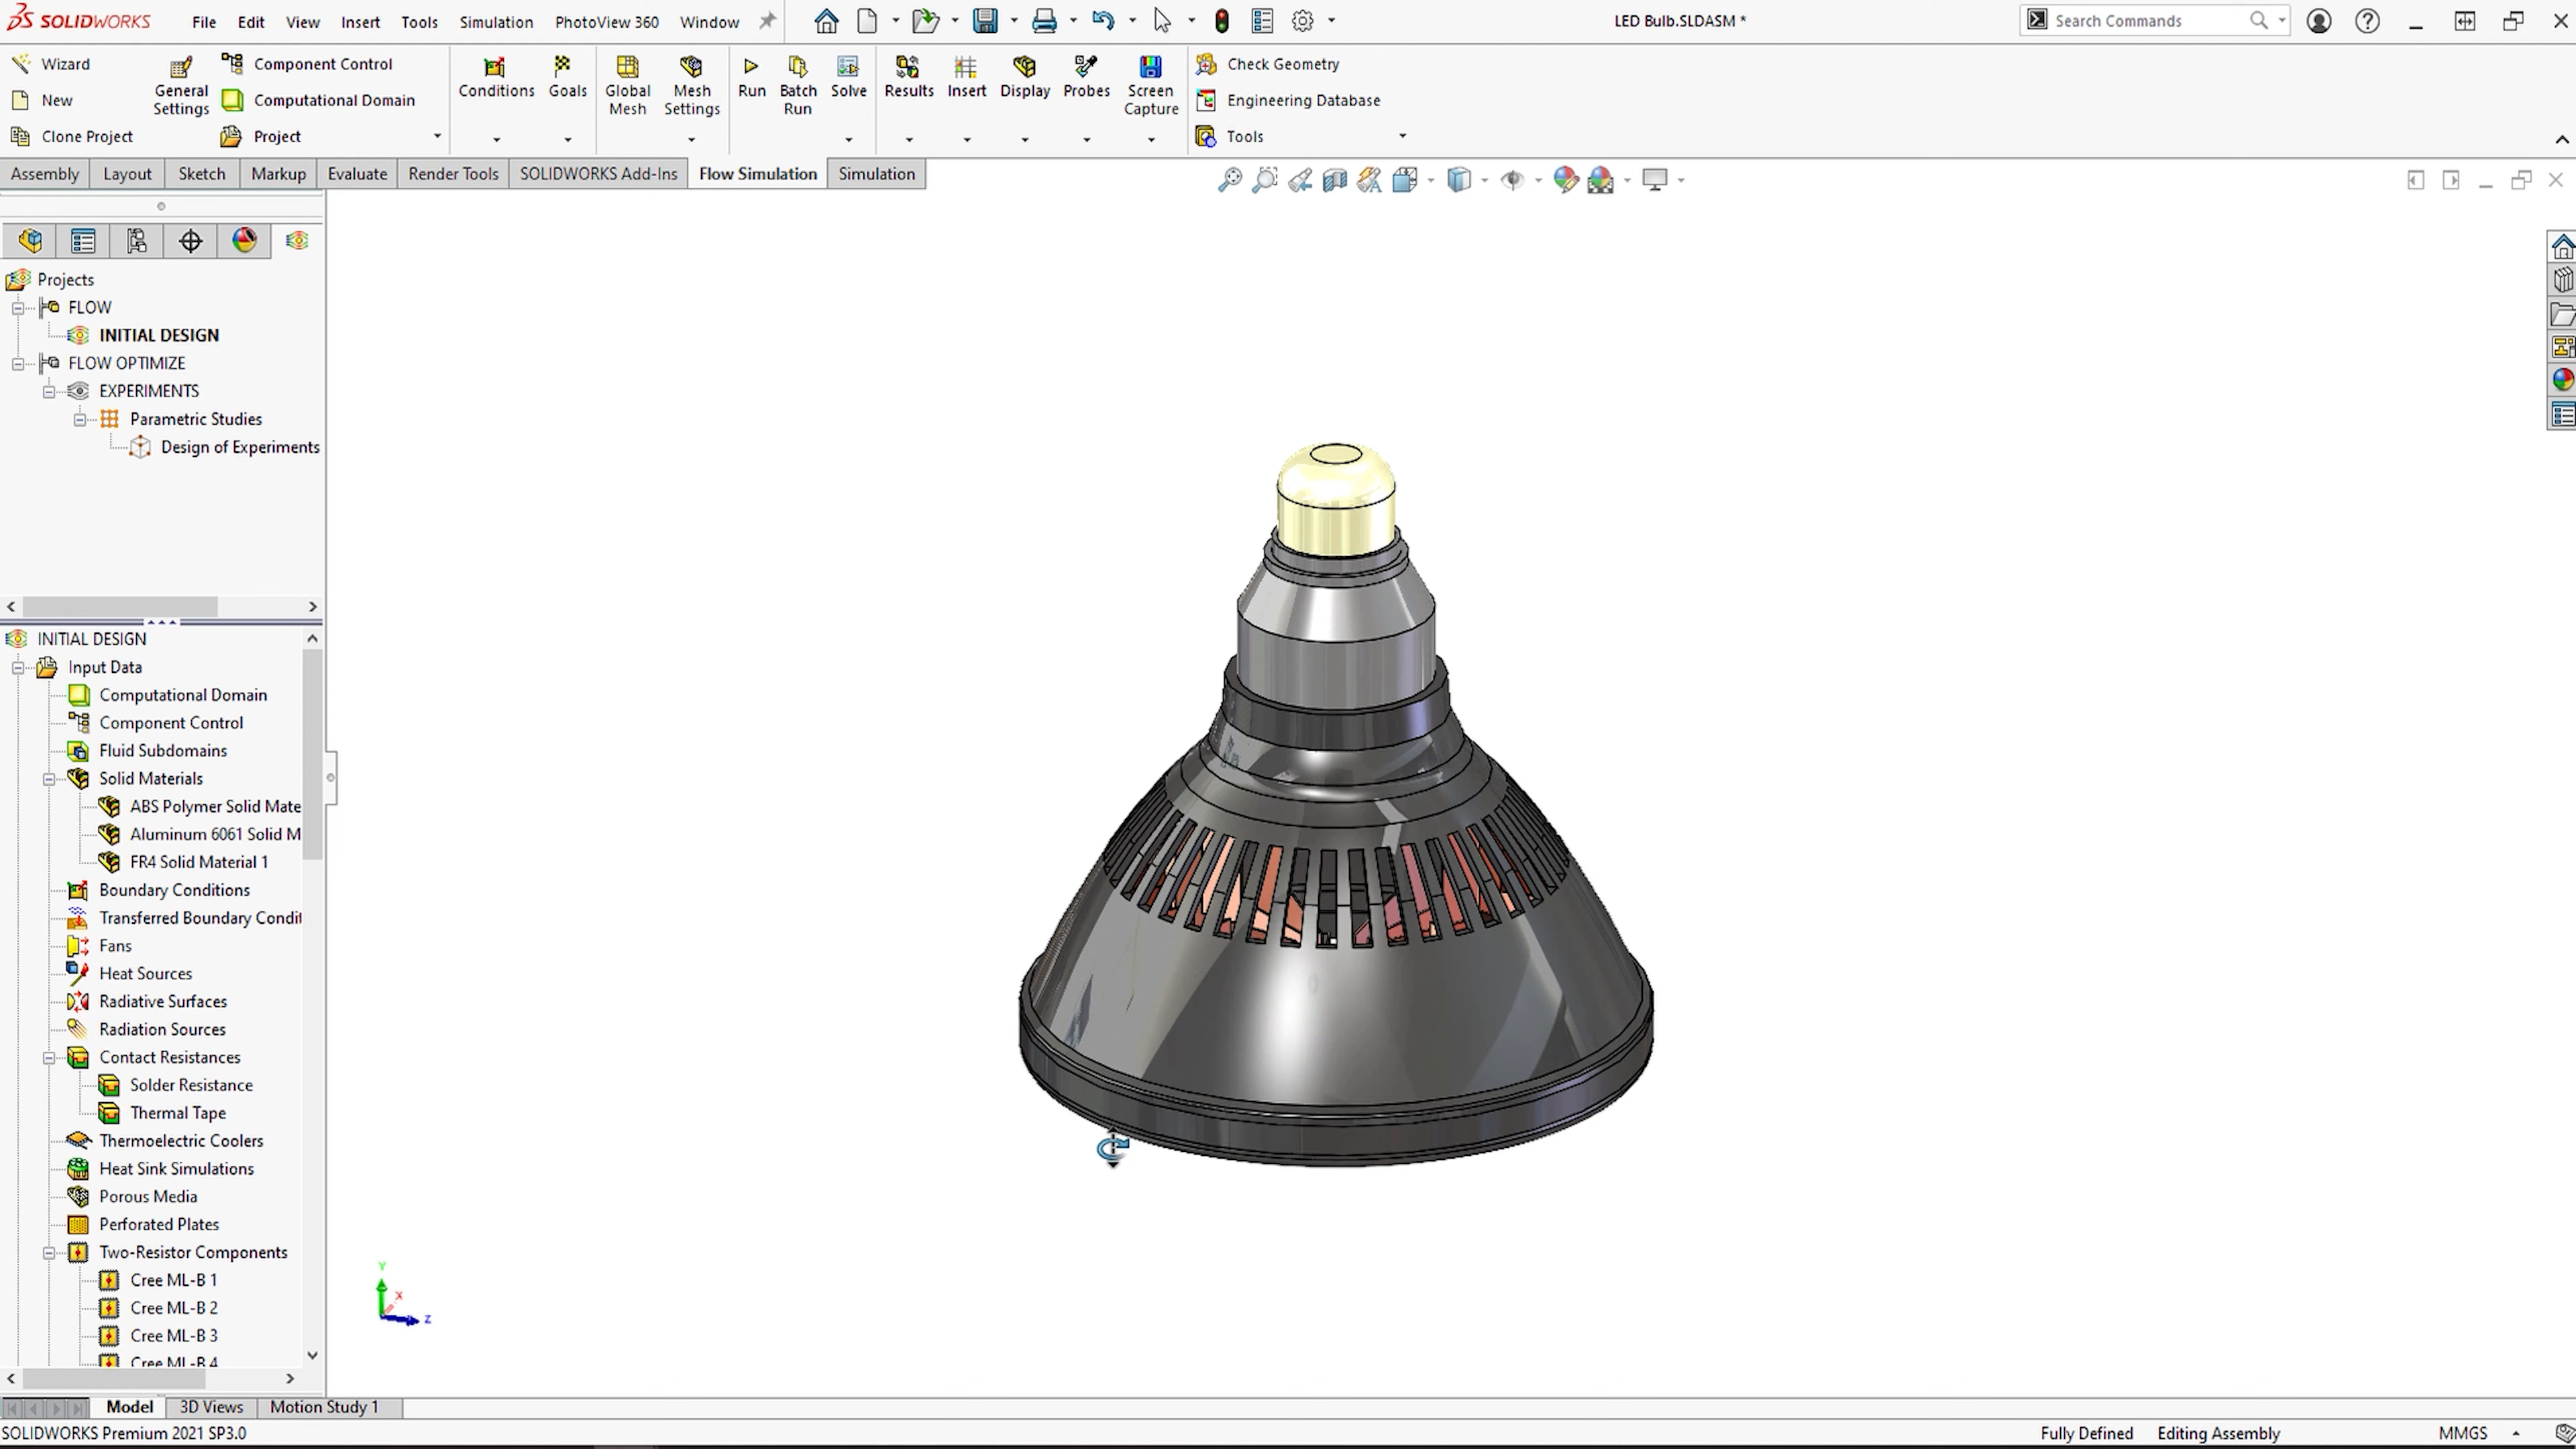 SOLIDWORKS File Edit View Insert Tools Simulation PhotoView 360 Window LED Bulb.SLDASM * Search Commands
Wizard
New
Clone Project
General
Settings
Component Control
Computational Domain
Project
Conditions
Goals
Global
Mesh
Mesh
Settings
Run
Batch
Run
Solve
Results
Insert
Display
Probes
Screen
Capture
Check Geometry
Engineering Database
Tools
Assembly Layout Sketch Markup Evaluate Render Tools SOLIDWORKS Add-Ins Flow Simulation Simulation
Projects
FLOW
INITIAL DESIGN
FLOW OPTIMIZE
EXPERIMENTS
Parametric Studies
Design of Experiments
INITIAL DESIGN
Input Data
Computational Domain
Component Control
Fluid Subdomains
Solid Materials
ABS Polymer Solid Mate
Aluminum 6061 Solid M
FR4 Solid Material 1
Boundary Conditions
Transferred Boundary Condit
Fans
Heat Sources
Radiative Surfaces
Radiation Sources
Contact Resistances
Solder Resistance
Thermal Tape
Thermoelectric Coolers
Heat Sink Simulations
Porous Media
Perforated Plates
Two-Resistor Components
Cree ML-B 1
Cree ML-B 2
Cree ML-B 3
Cree ML-B 4
Y
X
Z
Model 3D Views Motion Study 1
SOLIDWORKS Premium 2021 SP3.0 Fully Defined Editing Assembly MMGS